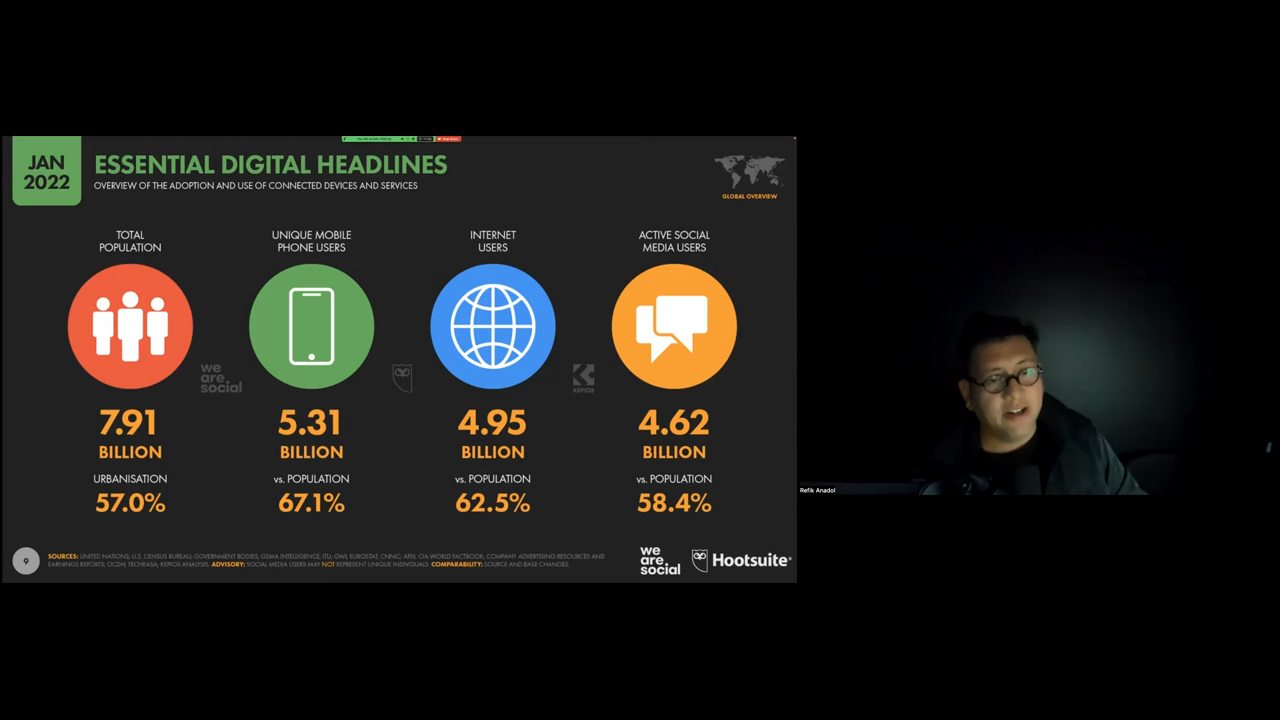 JAN
2022
ESSENTIAL DIGITAL HEADLINES
OVERVIEW OF THE ADOPTION AND USE OF CONNECTED DEVICES AND SERVICES
GLOBAL OVERVIEW
TOTAL
POPULATION
UNIQUE MOBILE
PHONE USERS
INTERNET
USERS
ACTIVE SOCIAL
MEDIA USERS
we
are
social
KEPIOS
7.91
BILLION
URBANISATION
57.0%
5.31
BILLION
vs. POPULATION
67.1%
4.95
BILLION
vs. POPULATION
62.5%
4.62
BILLION
vs. POPULATION
58.4%
Refik Anadol
9
SOURCES: UNITED NATIONS; U.S. CENSUS BUREAU; GOVERNMENT BODIES; GSMA INTELLIGENCE; ITU; GWI; EUROSTAT; CNNIC; APJII; CIA WORLD FACTBOOK; COMPANY ADVERTISING RESOURCES AND
EARNINGS REPORTS; OCDH; TECHRASA; KEPIOS ANALYSIS. ADVISORY: SOCIAL MEDIA USERS MAY NOT REPRESENT UNIQUE INDIVIDUALS. COMPARABILITY: SOURCE AND BASE CHANGES.
we
are
social
Hootsuite®